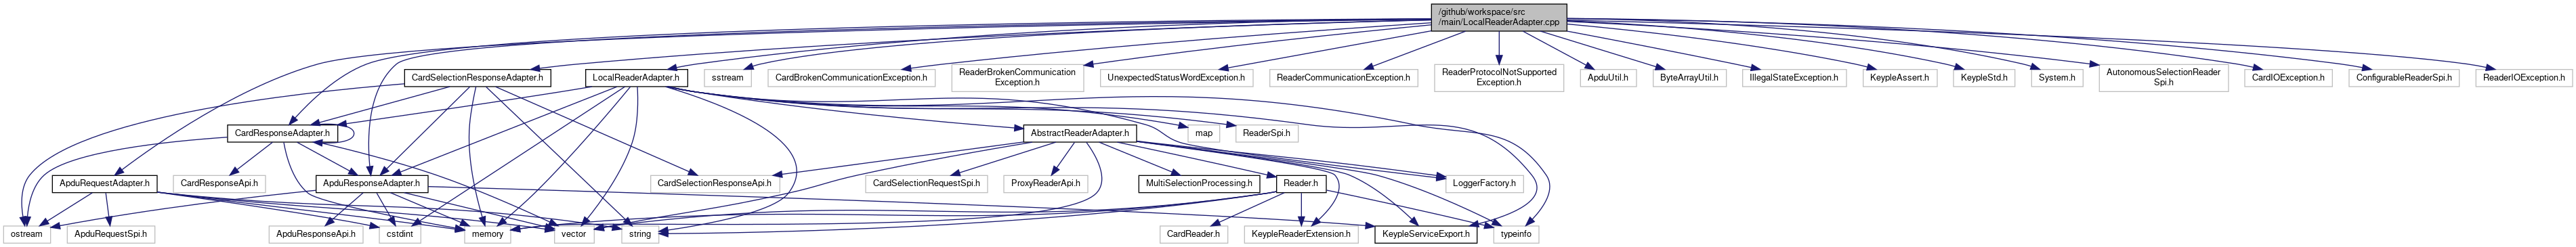 /github/workspace/src
/main/LocalReaderAdapter.cpp
CardSelectionResponseAdapter.h
LocalReaderAdapter.h
sstream
CardBrokenCommunicationException.h
ReaderBrokenCommunication
Exception.h
UnexpectedStatusWordException.h
ReaderCommunicationException.h
ReaderProtocolNotSupported
Exception.h
ApduUtil.h
ByteArrayUtil.h
IllegalStateException.h
KeypleAssert.h
KeypleStd.h
System.h
AutonomousSelectionReader
Spi.h
CardIOException.h
ConfigurableReaderSpi.h
ReaderIOException.h
CardResponseAdapter.h
AbstractReaderAdapter.h
map
ReaderSpi.h
ApduRequestAdapter.h
CardResponseApi.h
ApduResponseAdapter.h
CardSelectionResponseApi.h
CardSelectionRequestSpi.h
ProxyReaderApi.h
MultiSelectionProcessing.h
Reader.h
LoggerFactory.h
ostream
ApduRequestSpi.h
ApduResponseApi.h
cstdint
memory
vector
string
CardReader.h
KeypleReaderExtension.h
KeypleServiceExport.h
typeinfo